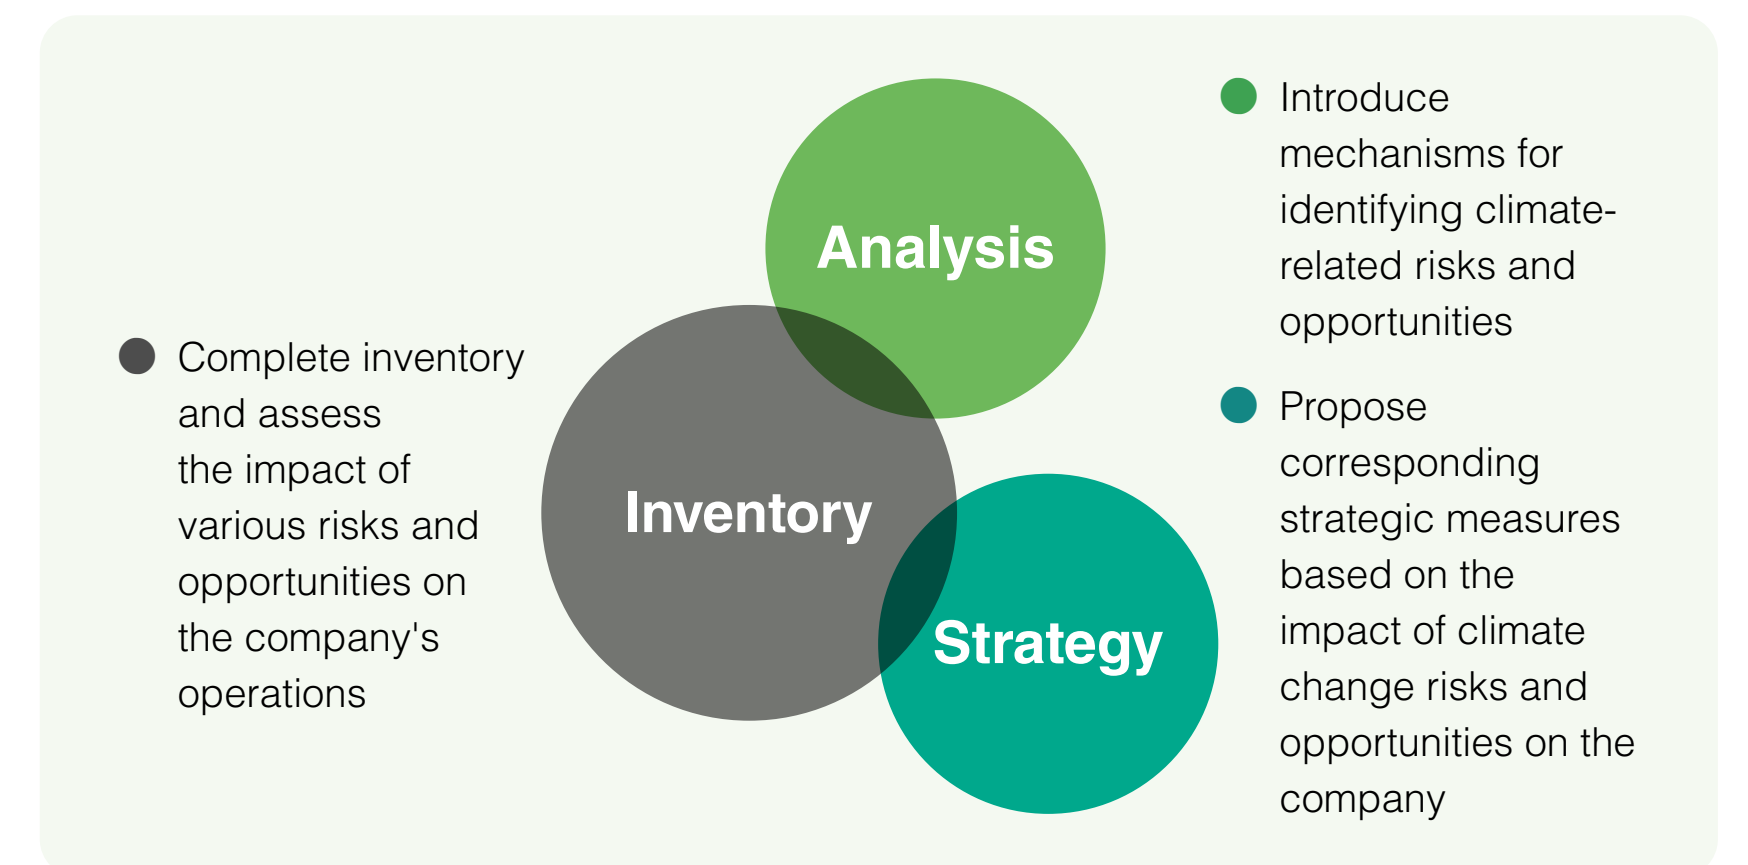 Analysis
Inventory
Strategy
Complete inventory
and assess
the impact of
various risks and
opportunities on
the company's
operations
Introduce
mechanisms for
identifying climate-
related risks and
opportunities
Propose
corresponding
strategic measures
based on the
impact of climate
change risks and
opportunities on the
company